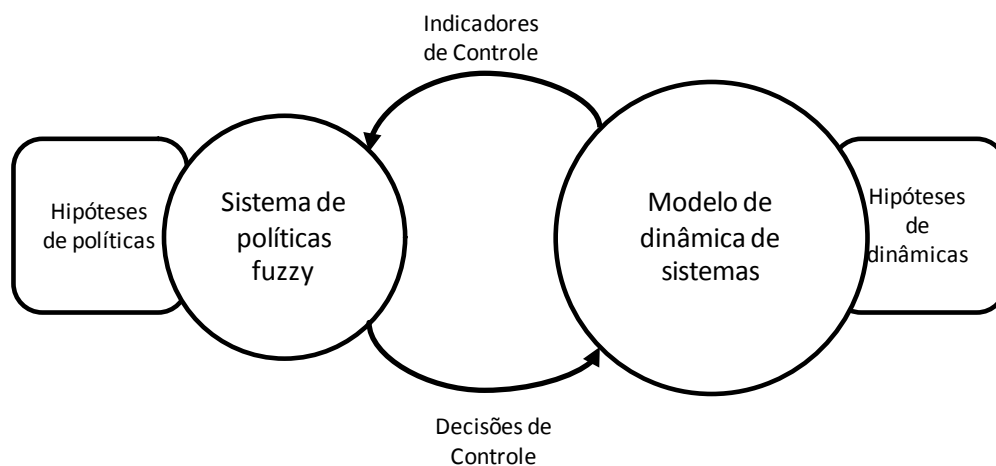 Indicadores
de Controle
Hipóteses
de políticas
Sistema de
políticas
fuzzy
Modelo de
dinâmica de
sistemas
Hipóteses
de
dinâmicas
Decisões de
Controle